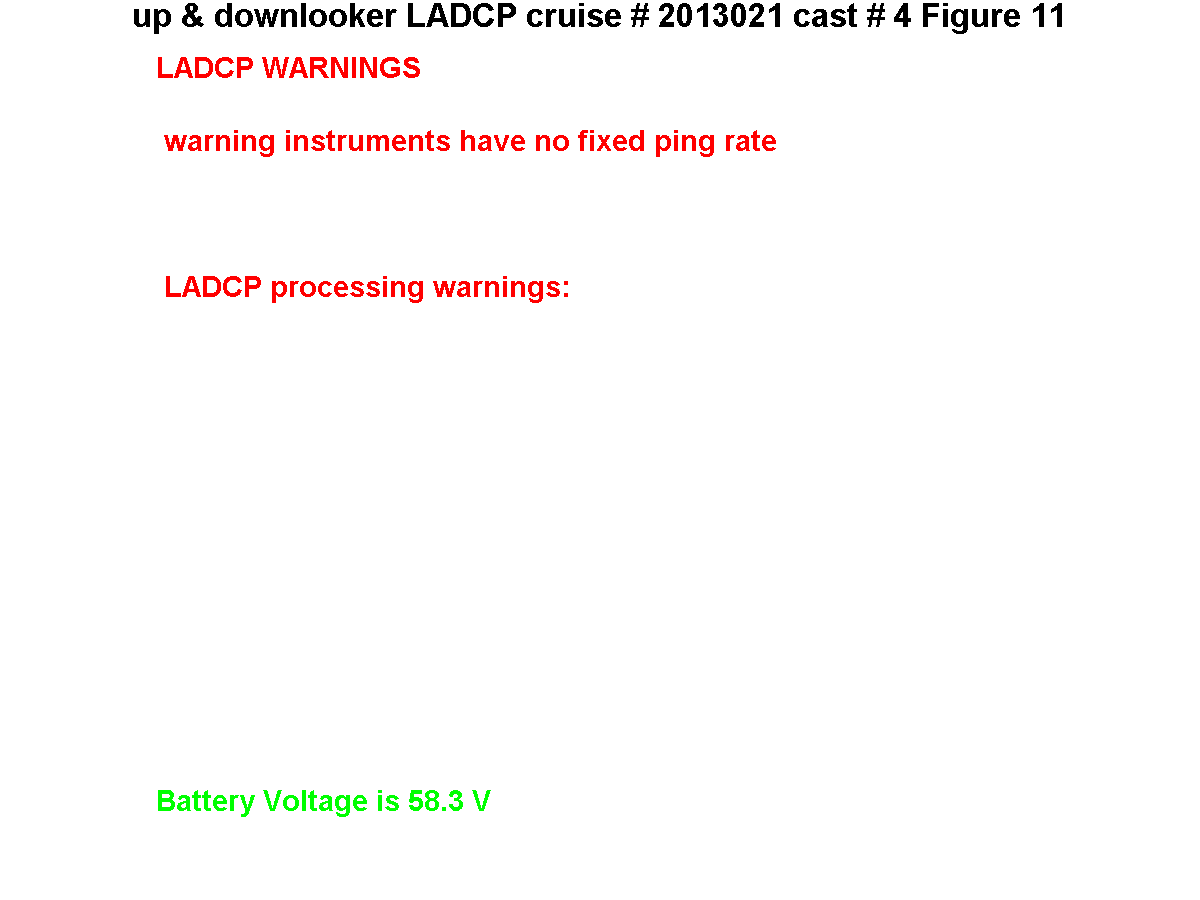 up & downlooker LADCP cruise # 2013021 cast # 4 Figure 11
LADCP WARNINGS
warning instruments have no fixed ping rate
LADCP processing warnings:
Battery Voltage is 58.3 V